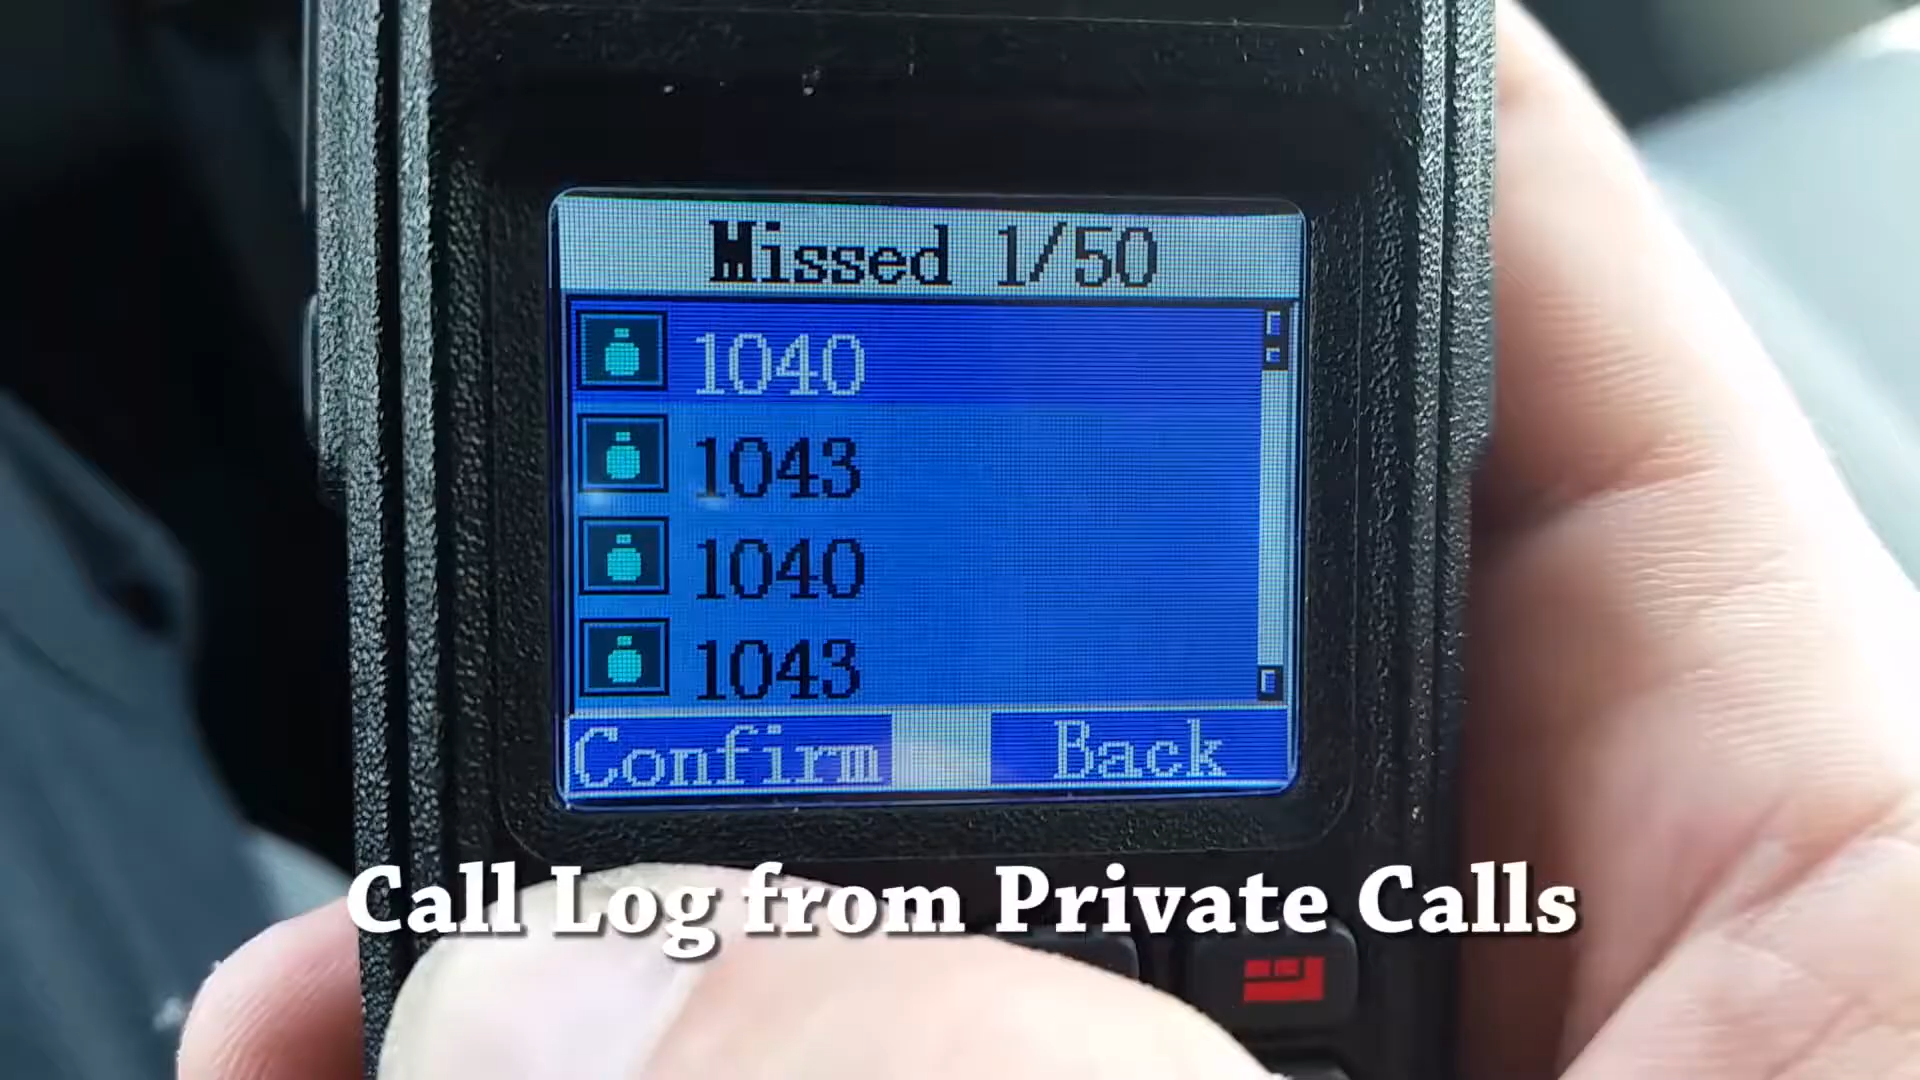 Missed 1/50
1040
1043
1040
1043
Confirm Back
Call Log from Private Calls